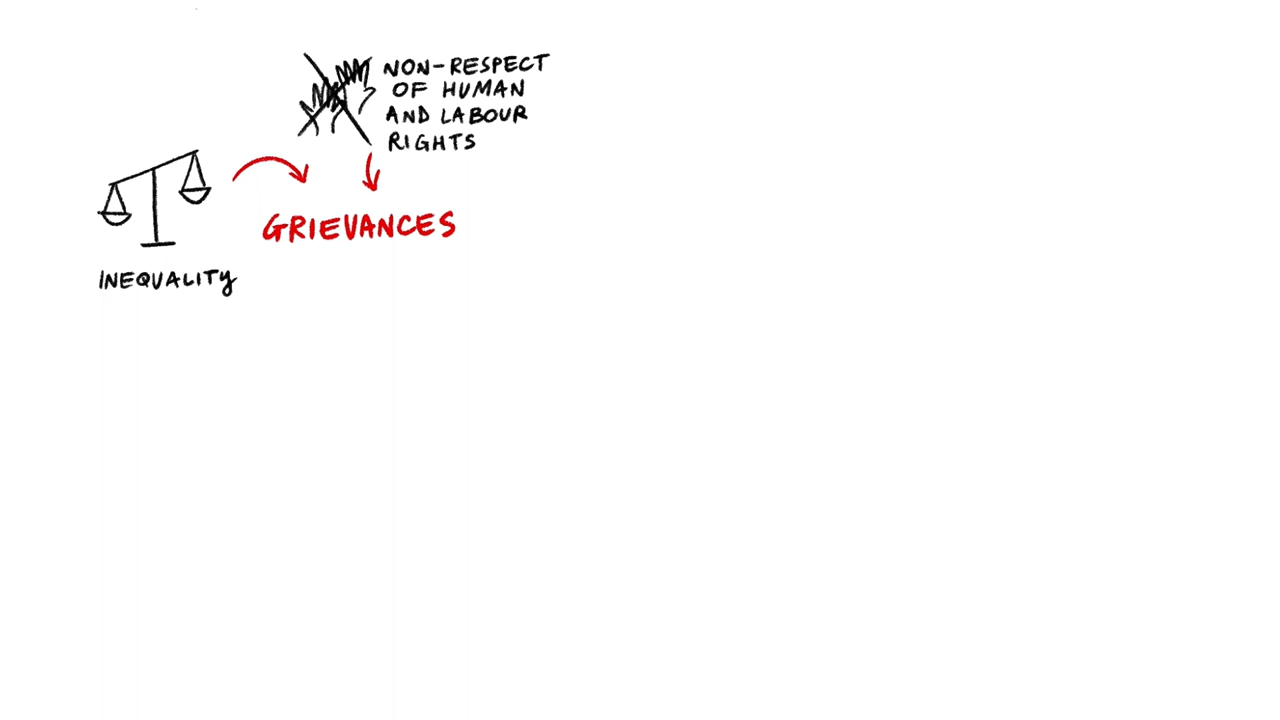 NON-RESPECT
OF HUMAN
AND LABOUR
RIGHTS
GRIEVANCES
INEQUALITY